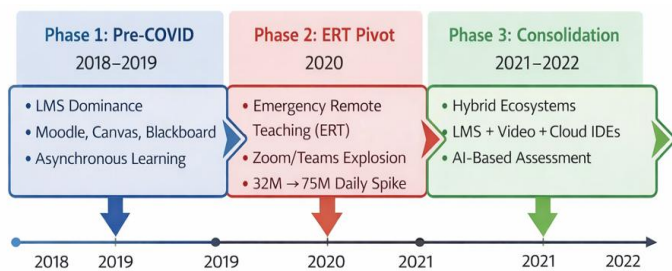 Phase 1: Pre-COVID
2018–2019
• LMS Dominance
• Moodle, Canvas, Blackboard
• Asynchronous Learning
Phase 2: ERT Pivot
2020
• Emergency Remote
Teaching (ERT)
• Zoom/Teams Explosion
• 32M → 75M Daily Spike
Phase 3: Consolidation
2021–2022
• Hybrid Ecosystems
• LMS + Video + Cloud IDEs
• AI-Based Assessment
2018 2019 2019 2020 2021 2021 2022